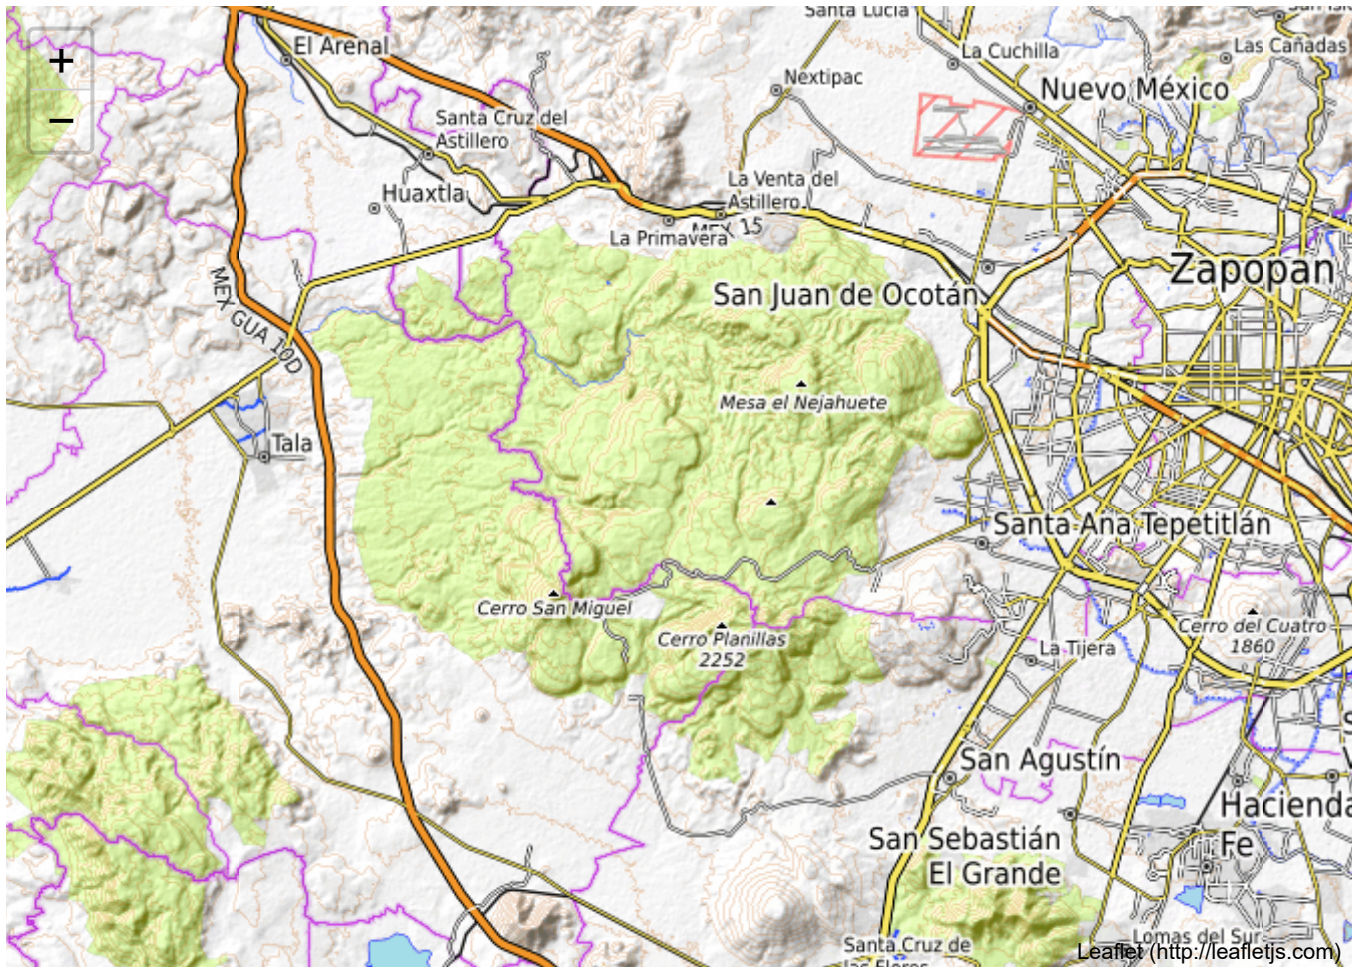 Santa Lucía
+
El Arenal
La Cuchilla
Las Cañadas
Nextipac
Nuevo México
−
Santa Cruz del
Astillero
La Venta del
Astillero
Huaxtla
MEX 15
La Primavera
Zapopan
San Juan de Ocotán
MEX GUA 10D
Mesa el Nejahuete
Tala
Santa Ana Tepetitlán
Cerro San Miguel
Cerro Planillas
2252
Cerro del Cuatro
1860
La Tijera
San Agustín
Hacienda
Fe
San Sebastián
El Grande
Santa Cruz de
las Flores
Lomas del Sur
Leaflet (http://leafletjs.com)